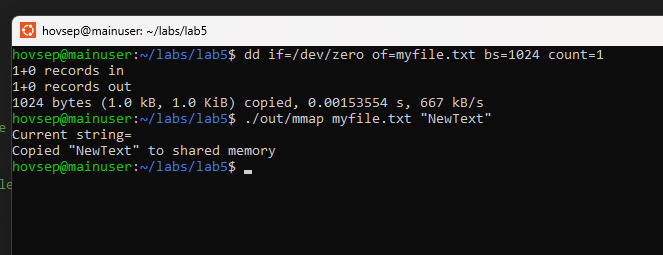 hovsep@mainuser: ~/labs/lab5
hovsep@mainuser:~/labs/lab5$ dd if=/dev/zero of=myfile.txt bs=1024 count=1
1+0 records in
1+0 records out
1024 bytes (1.0 kB, 1.0 KiB) copied, 0.00153554 s, 667 kB/s
hovsep@mainuser:~/labs/lab5$ ./out/mmap myfile.txt "NewText"
Current string=
Copied "NewText" to shared memory
hovsep@mainuser:~/labs/lab5$